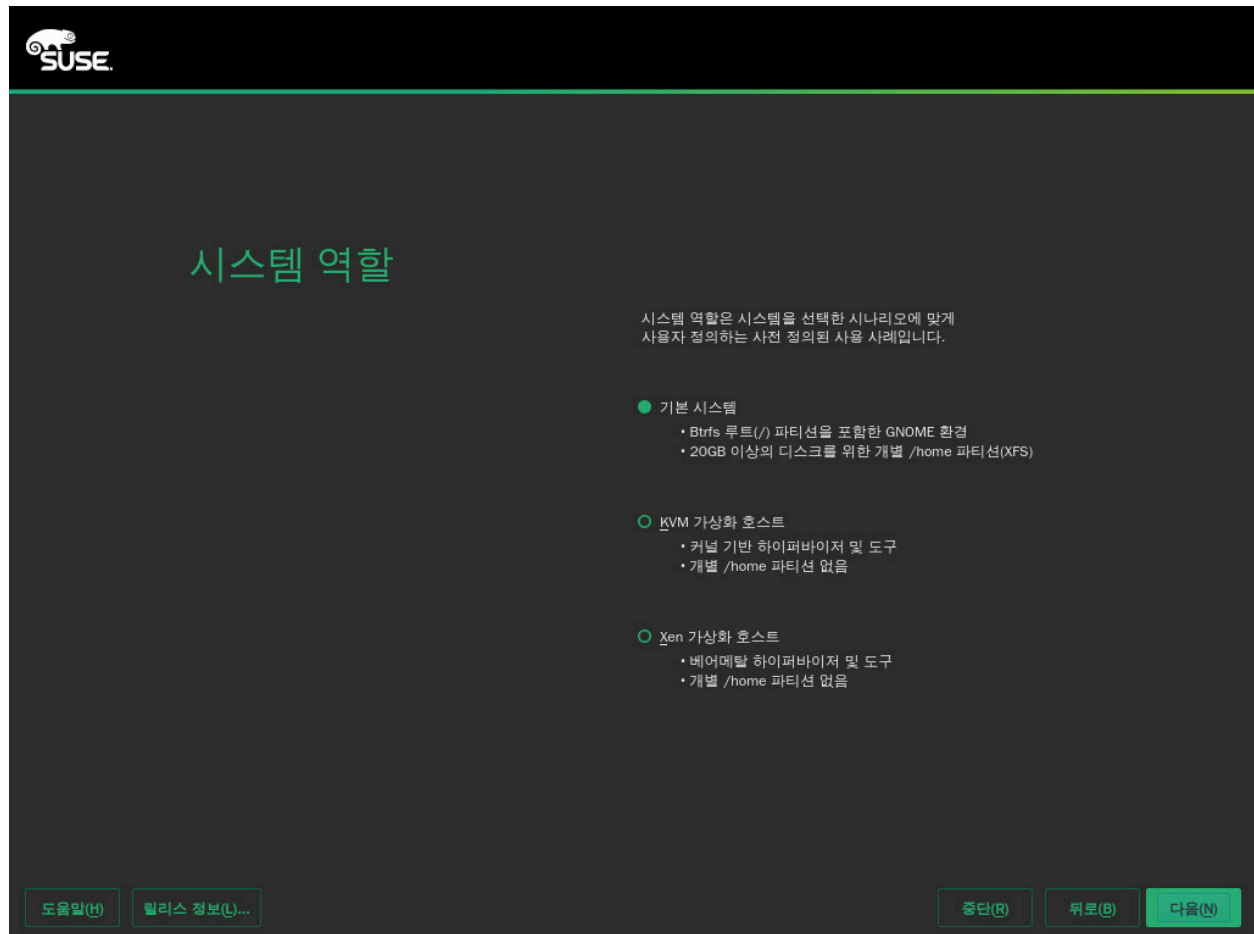 SUSE.
시스템 역할
시스템 역할은 시스템을 선택한 시나리오에 맞게
사용자 정의하는 사전 정의된 사용 사례입니다.
기본 시스템
• Btrfs 루트(/) 파티션을 포함한 GNOME 환경
• 20GB 이상의 디스크를 위한 개별 /home 파티션(XFS)
KVM 가상화 호스트
• 커널 기반 하이퍼바이저 및 도구
• 개별 /home 파티션 없음
Xen 가상화 호스트
• 베어메탈 하이퍼바이저 및 도구
• 개별 /home 파티션 없음
도움말(H) 릴리스 정보(L)... 중단(R) 뒤로(B) 다음(N)